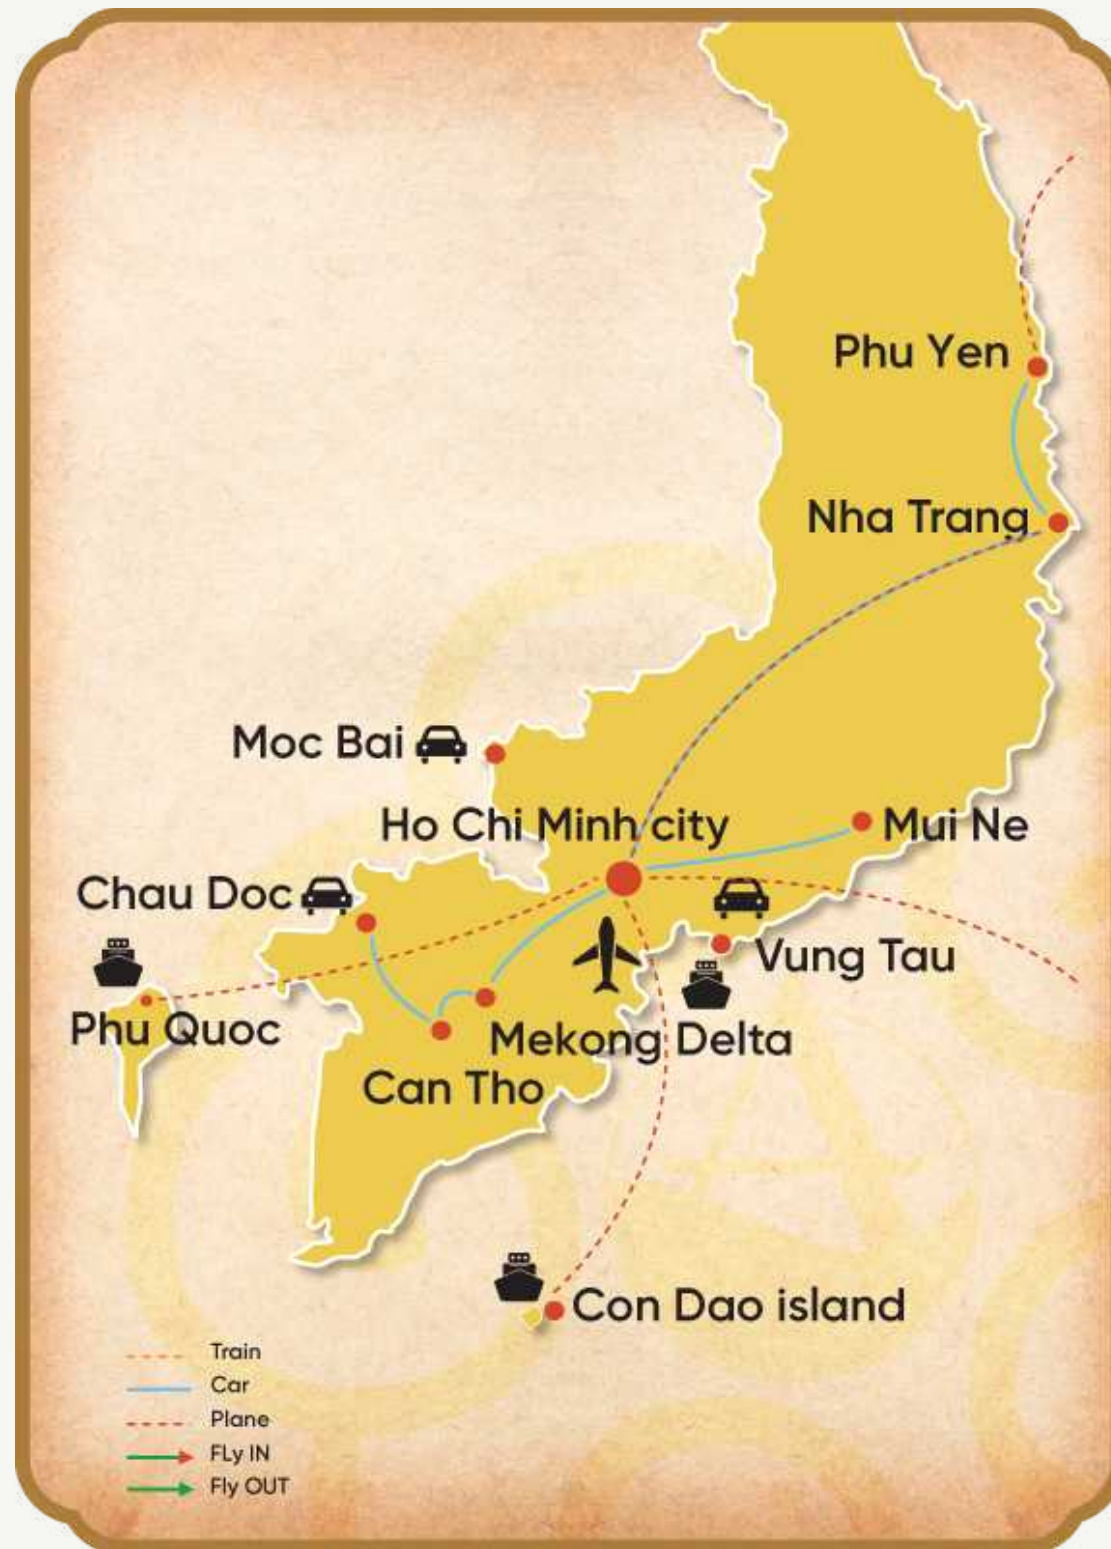 Phu Yen
Nha Trang
Moc Bai
Ho Chi Minh city
Mui Ne
Chau Doc
Vung Tau
Phu Quoc
Mekong Delta
Can Tho
Con Dao island
Train
Car
Plane
FLy IN
Fly OUT